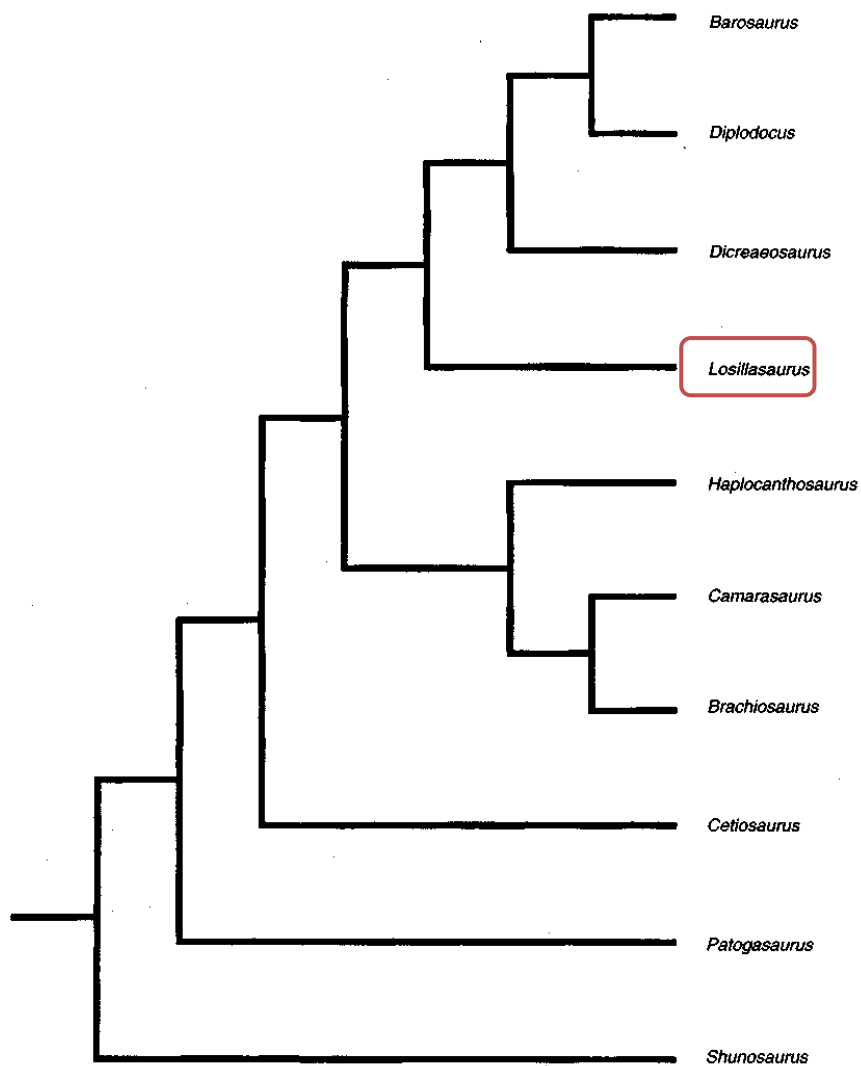 Barosaurus
Diplodocus
Dicreaeosaurus
Losillasaurus
Haplocanthosaurus
Camarasaurus
Brachiosaurus
Cetiosaurus
Patogasaurus
Shunosaurus